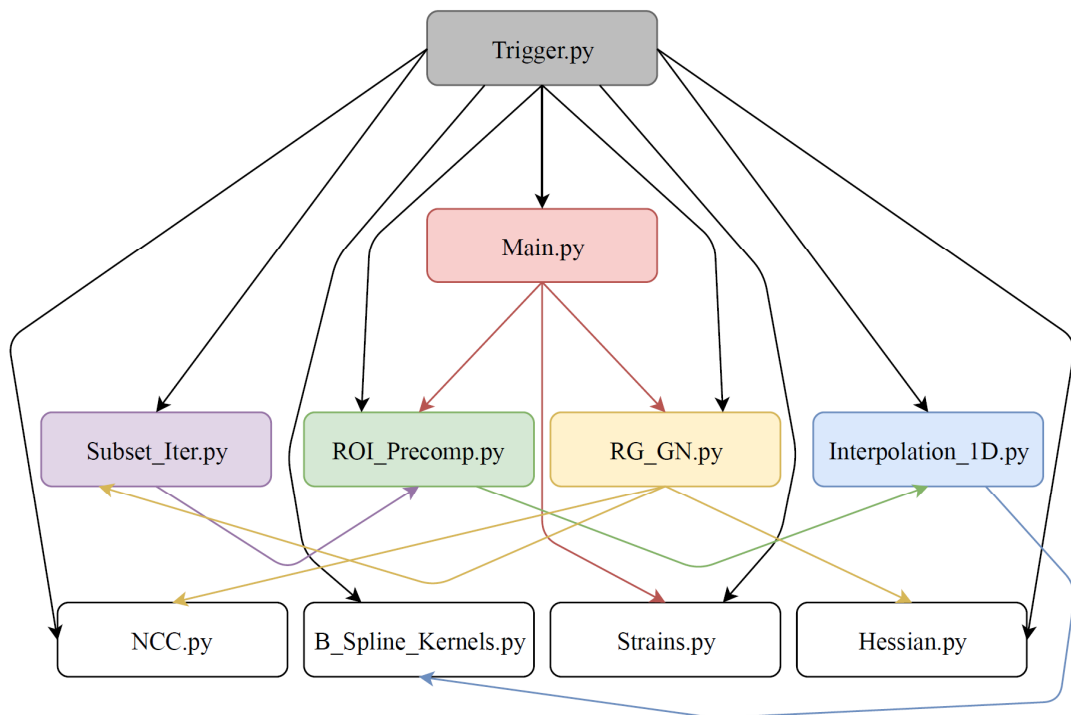 Trigger.py
Main.py
Subset_Iter.py
ROI_Precomp.py
RG_GN.py
Interpolation_1D.py
NCC.py
B_Spline_Kernels.py
Strains.py
Hessian.py